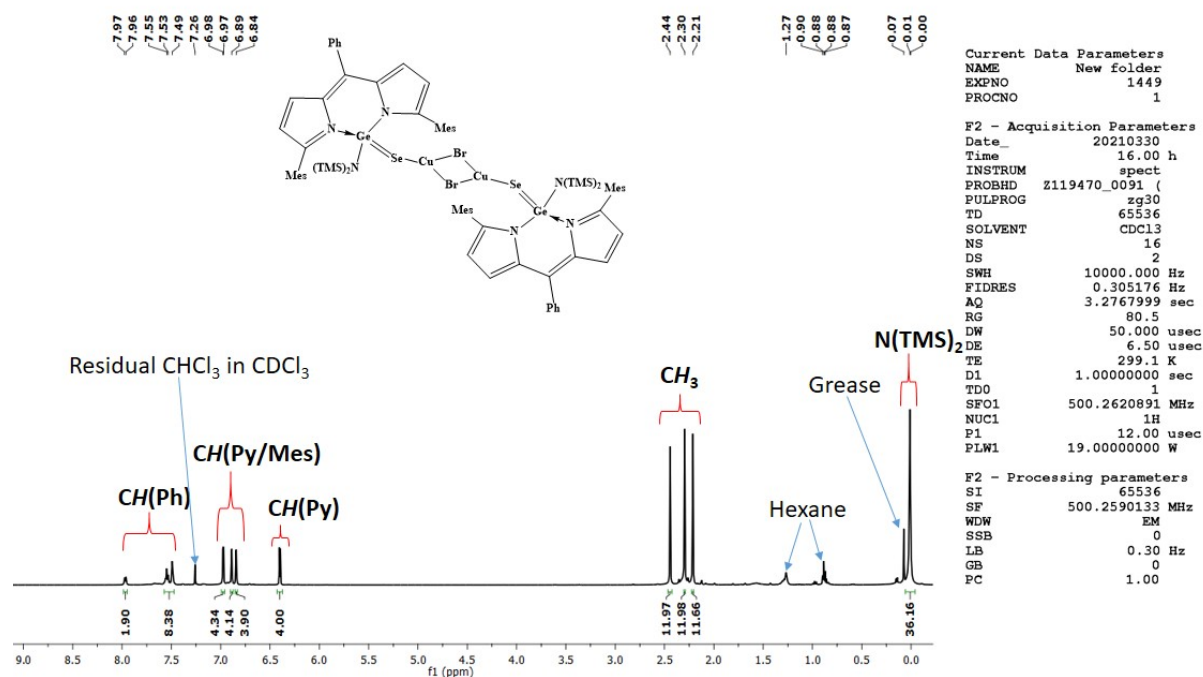 7.97
7.96
7.55
7.53
7.49
7.26
6.98
6.97
6.89
6.84
2.44
2.30
2.21
1.27
0.90
0.88
0.88
0.87
0.07
0.01
0.00
Ph
N
N
Mes
Ge
Mes
(TMS)₂N
Se
Cu
Br
Br
Cu
Se
N(TMS)₂
Mes
Ge
Mes
N
N
Ph
Current Data Parameters
NAME New folder
EXPNO 1449
PROCNO 1
F2 - Acquisition Parameters
Date_ 20210330
Time 16.00 h
INSTRUM spect
PROBHD Z119470_0091 (
PULPROG zg30
TD 65536
SOLVENT CDCl3
NS 16
DS 2
SWH 10000.000 Hz
FIDRES 0.305176 Hz
AQ 3.2767999 sec
RG 80.5
DW 50.000 usec
DE 6.50 usec
TE 299.1 K
D1 1.00000000 sec
TD0 1
SFO1 500.2620891 MHz
NUC1 1H
P1 12.00 usec
PLW1 19.00000000 W
F2 - Processing parameters
SI 65536
SF 500.2590133 MHz
WDW EM
SSB 0
LB 0.30 Hz
GB 0
PC 1.00
Residual CHCl₃ in CDCl₃
CH(Ph)
CH(Py/Mes)
CH(Py)
CH₃
Hexane
Grease
N(TMS)₂
1.90
8.38
4.34
4.14
3.90
4.00
11.97
11.98
11.66
36.16
9.0 8.5 8.0 7.5 7.0 6.5 6.0 5.5 5.0 4.5 4.0 3.5 3.0 2.5 2.0 1.5 1.0 0.5 0.0
f1 (ppm)